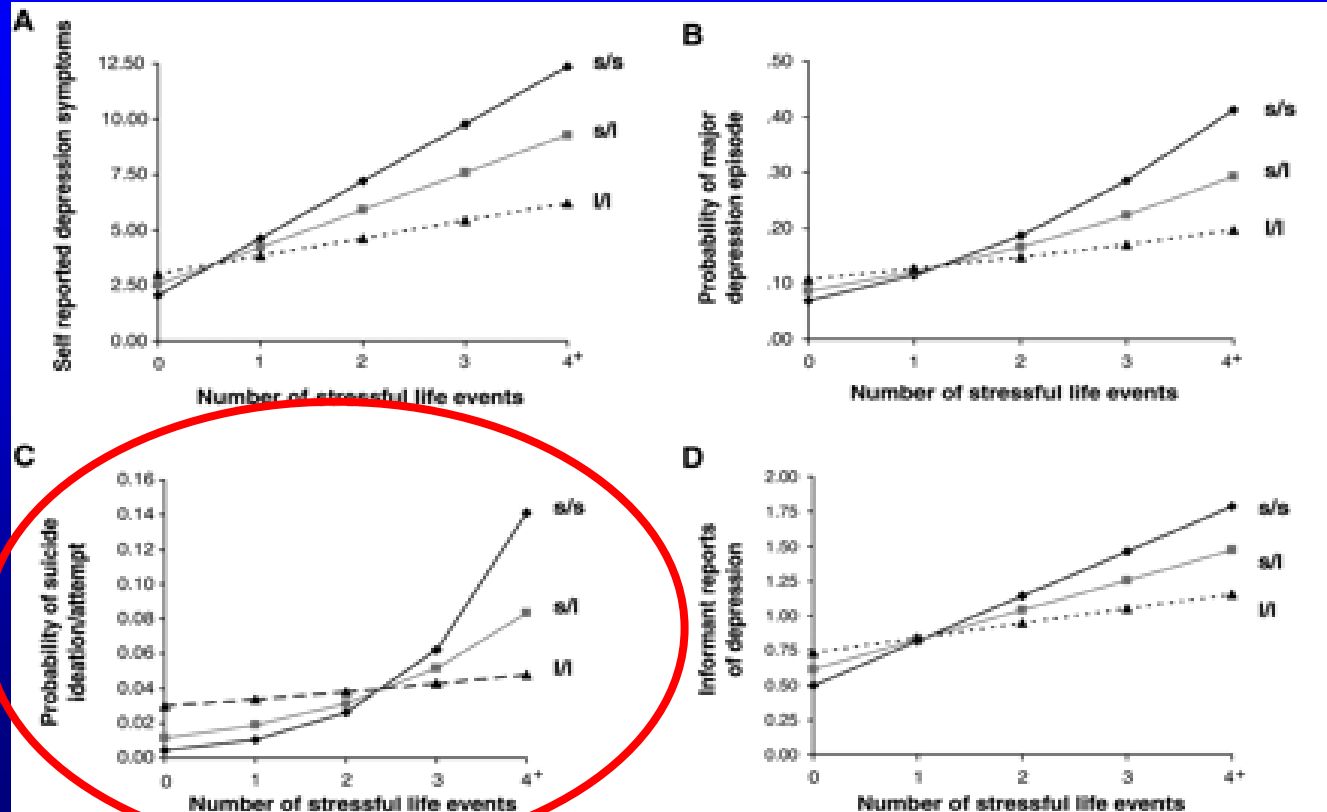 A
Self reported depression symptoms
12.50
10.00
7.50
5.00
2.50
0.00
s/s
s/l
l/l
0 1 2 3 4+
Number of stressful life events
B
Probability of major
depression episode
.50
.40
.30
.20
.10
.00
s/s
s/l
l/l
0 1 2 3 4+
Number of stressful life events
C
Probability of suicide
ideation/attempt
0.16
0.14
0.12
0.10
0.08
0.06
0.04
0.02
0.00
s/s
s/l
l/l
0 1 2 3 4+
Number of stressful life events
D
Informant reports
of depression
2.00
1.75
1.50
1.25
1.00
0.75
0.50
0.25
0.00
s/s
s/l
l/l
0 1 2 3 4+
Number of stressful life events